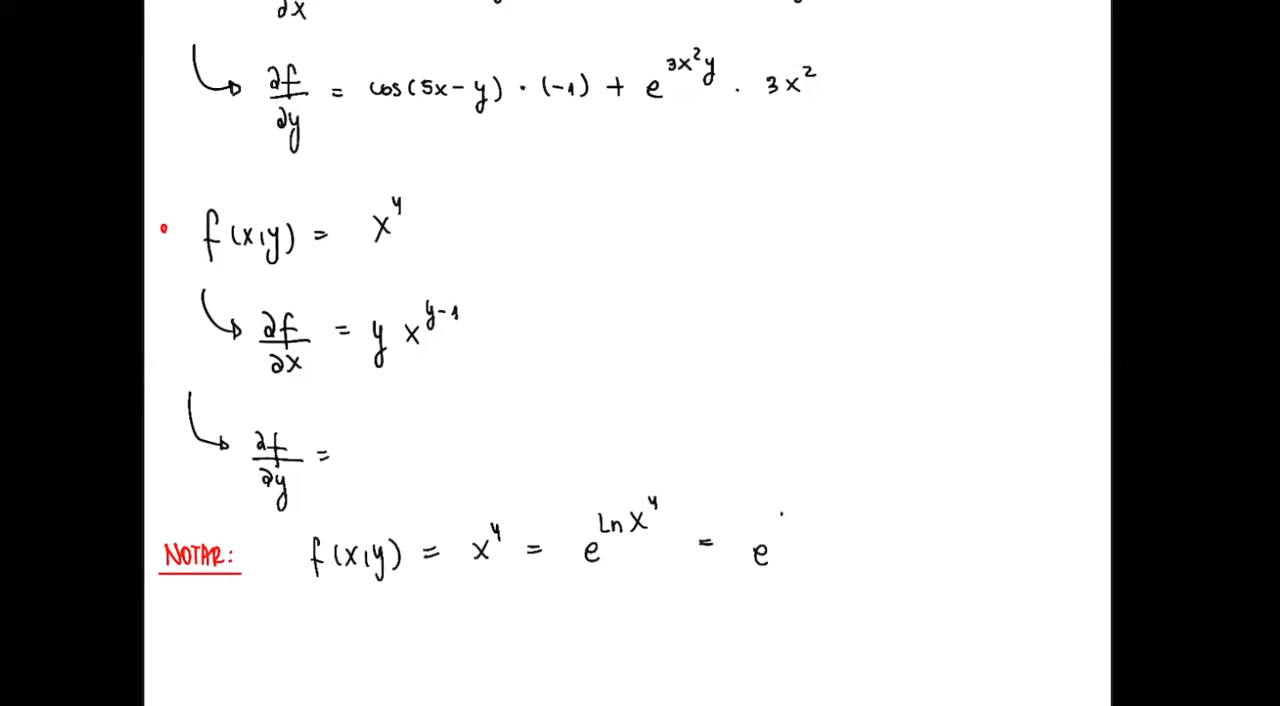 ∂x
∂f/∂y = cos(5x-y) · (-1) + e^{3x²y} · 3x²
• f(x,y) = x^y
∂f/∂x = y x^{y-1}
∂f/∂y =
NOTAR: f(x,y) = x^y = e^{Ln x^y} = e